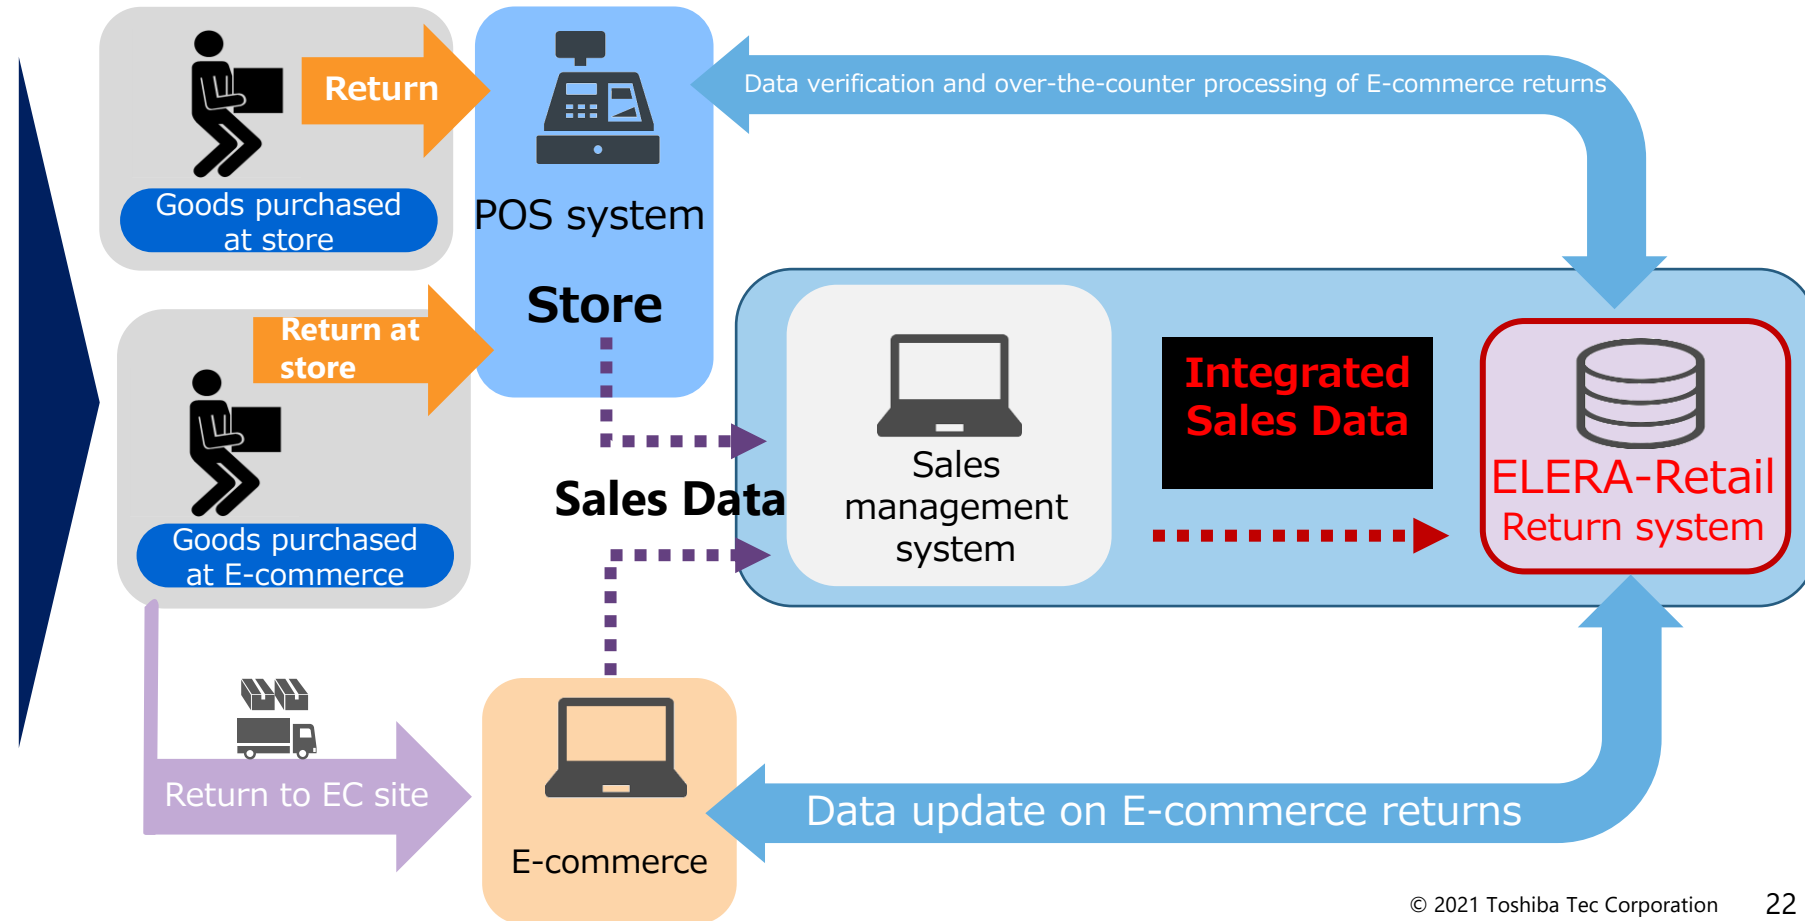 Return
Goods purchased
at store
POS system
Store
Data verification and over-the-counter processing of E-commerce returns
Return at
store
Goods purchased
at E-commerce
Sales Data
Sales
management
system
Integrated
Sales Data
ELERA-Retail
Return system
Return to EC site
E-commerce
Data update on E-commerce returns
© 2021 Toshiba Tec Corporation 22